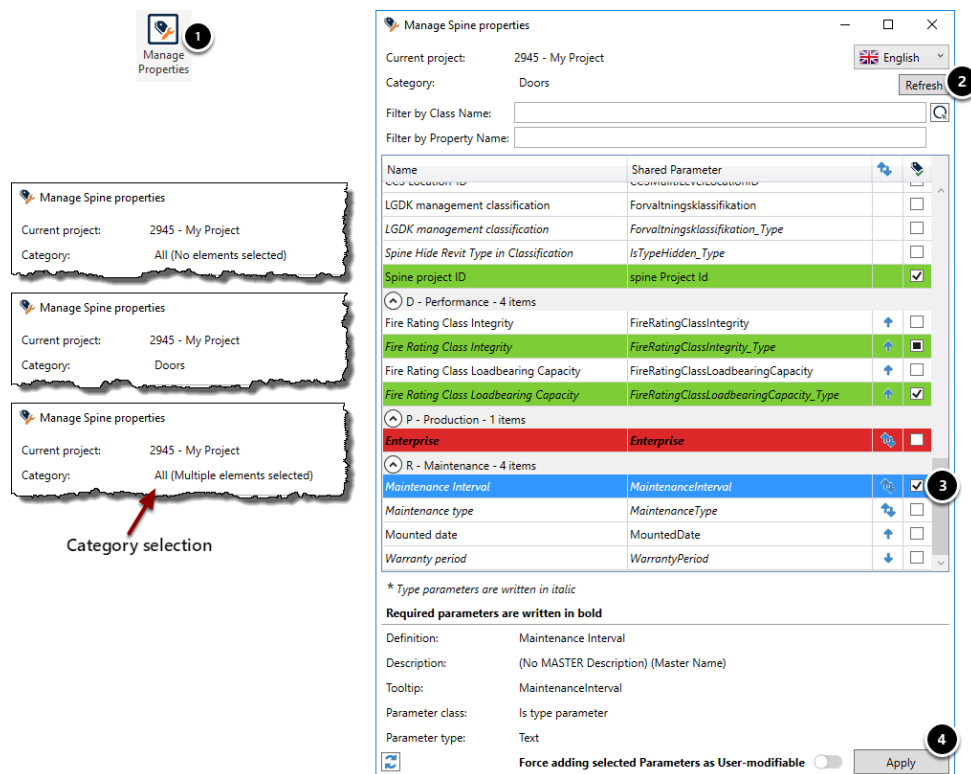 1
Manage
Properties
Manage Spine properties
Current project: 2945 - My Project
Category: All (No elements selected)
Manage Spine properties
Current project: 2945 - My Project
Category: Doors
Manage Spine properties
Current project: 2945 - My Project
Category: All (Multiple elements selected)
Category selection
Manage Spine properties
Current project: 2945 - My Project English
Category: Doors
Refresh 2
Filter by Class Name:
Filter by Property Name:
Name Shared Parameter
CCS Location ID CCSMultiLevelLocationID
LGDK management classification Forvaltningsklassifikation
LGDK management classification Forvaltningsklassifikation_Type
Spine Hide Revit Type in Classification IsTypeHidden_Type
Spine project ID spine Project Id
D - Performance - 4 items
Fire Rating Class Integrity FireRatingClassIntegrity
Fire Rating Class Integrity FireRatingClassIntegrity_Type
Fire Rating Class Loadbearing Capacity FireRatingClassLoadbearingCapacity
Fire Rating Class Loadbearing Capacity FireRatingClassLoadbearingCapacity_Type
P - Production - 1 items
Enterprise Enterprise
R - Maintenance - 4 items
Maintenance Interval MaintenanceInterval 3
Maintenance type MaintenanceType
Mounted date MountedDate
Warranty period WarrantyPeriod
* Type parameters are written in italic
Required parameters are written in bold
Definition: Maintenance Interval
Description: (No MASTER Description) (Master Name)
Tooltip: MaintenanceInterval
Parameter class: Is type parameter
Parameter type: Text
4
Force adding selected Parameters as User-modifiable Apply